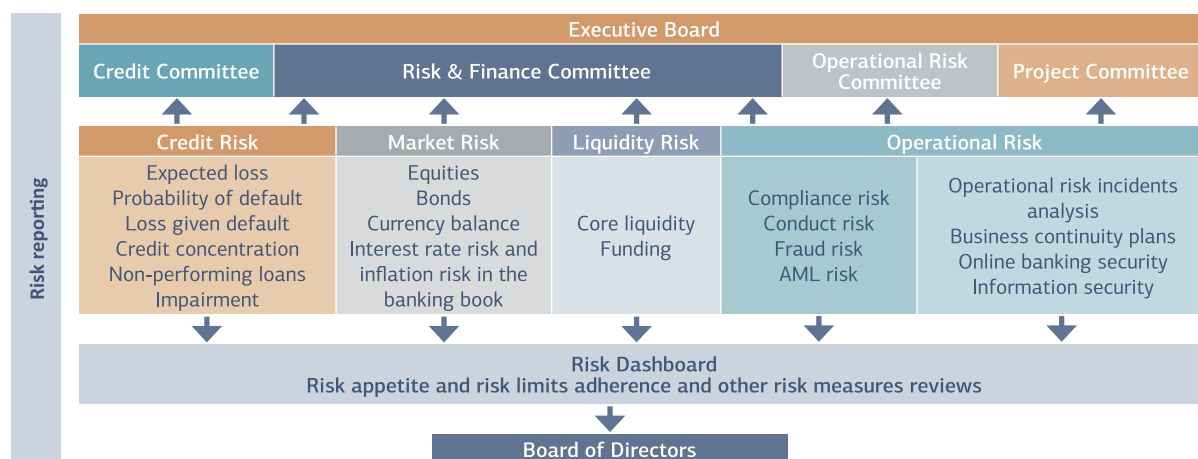 Risk reporting
Executive Board
Credit Committee
Risk & Finance Committee
Operational Risk
Committee
Project Committee
Credit Risk
Expected loss
Probability of default
Loss given default
Credit concentration
Non-performing loans
Impairment
Market Risk
Equities
Bonds
Currency balance
Interest rate risk and
inflation risk in the
banking book
Liquidity Risk
Core liquidity
Funding
Operational Risk
Compliance risk
Conduct risk
Fraud risk
AML risk
Operational risk incidents
analysis
Business continuity plans
Online banking security
Information security
Risk Dashboard
Risk appetite and risk limits adherence and other risk measures reviews
Board of Directors